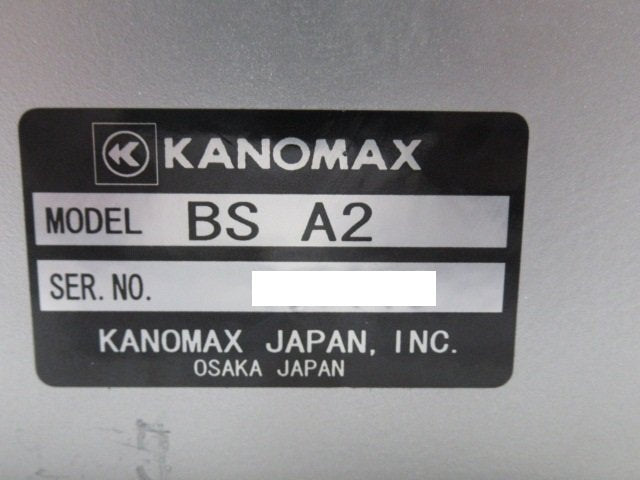 KANOMAX
MODEL BS A2
SER. NO.
KANOMAX JAPAN, INC.
OSAKA JAPAN